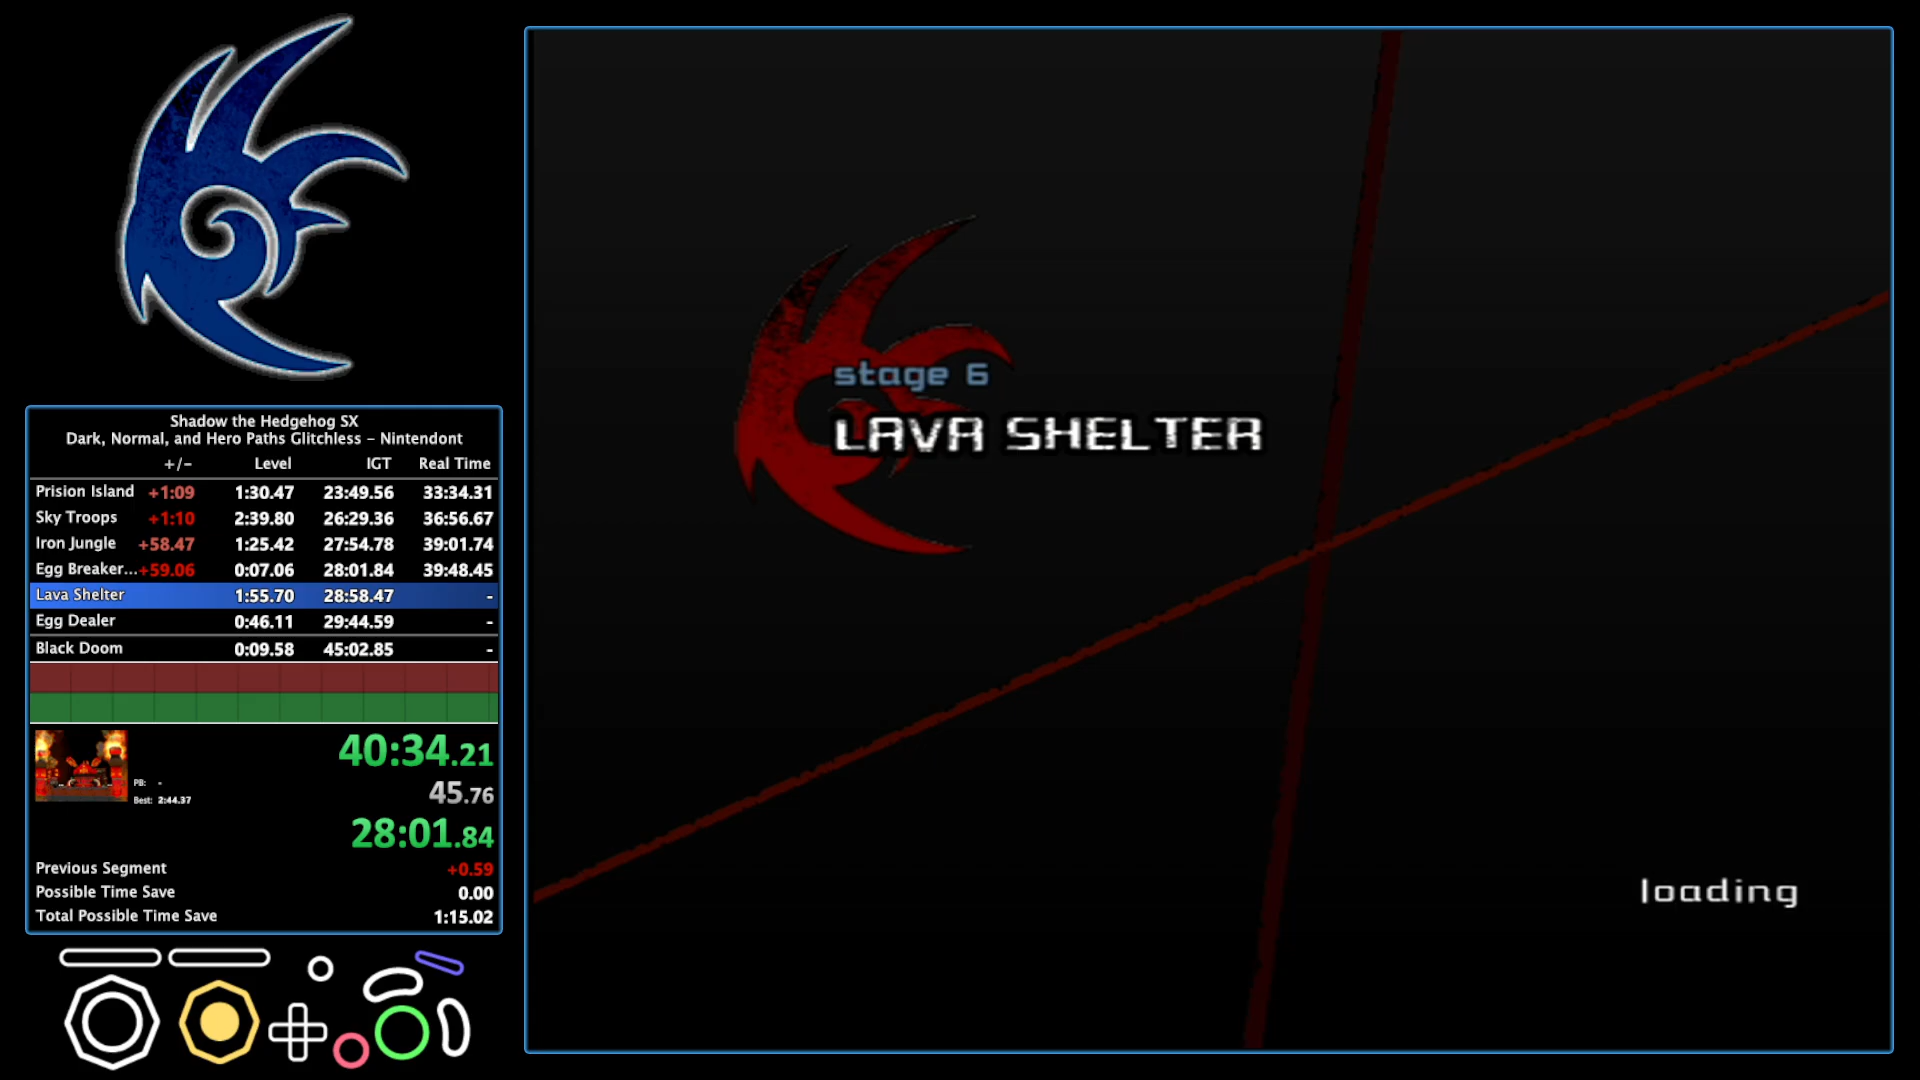 Shadow the Hedgehog SX
Dark, Normal, and Hero Paths Glitchless - Nintendont
+/- Level IGT Real Time
Prision Island +1:09 1:30.47 23:49.56 33:34.31
Sky Troops +1:10 2:39.80 26:29.36 36:56.67
Iron Jungle +58.47 1:25.42 27:54.78 39:01.74
Egg Breaker... +59.06 0:07.06 28:01.84 39:48.45
Lava Shelter 1:55.70 28:58.47 -
Egg Dealer 0:46.11 29:44.59 -
Black Doom 0:09.58 45:02.85 -
40:34.21
PB: -
45.76
Best: 2:44.37
28:01.84
Previous Segment +0.59
Possible Time Save 0.00
Total Possible Time Save 1:15.02
stage 6
LAVA SHELTER
loading